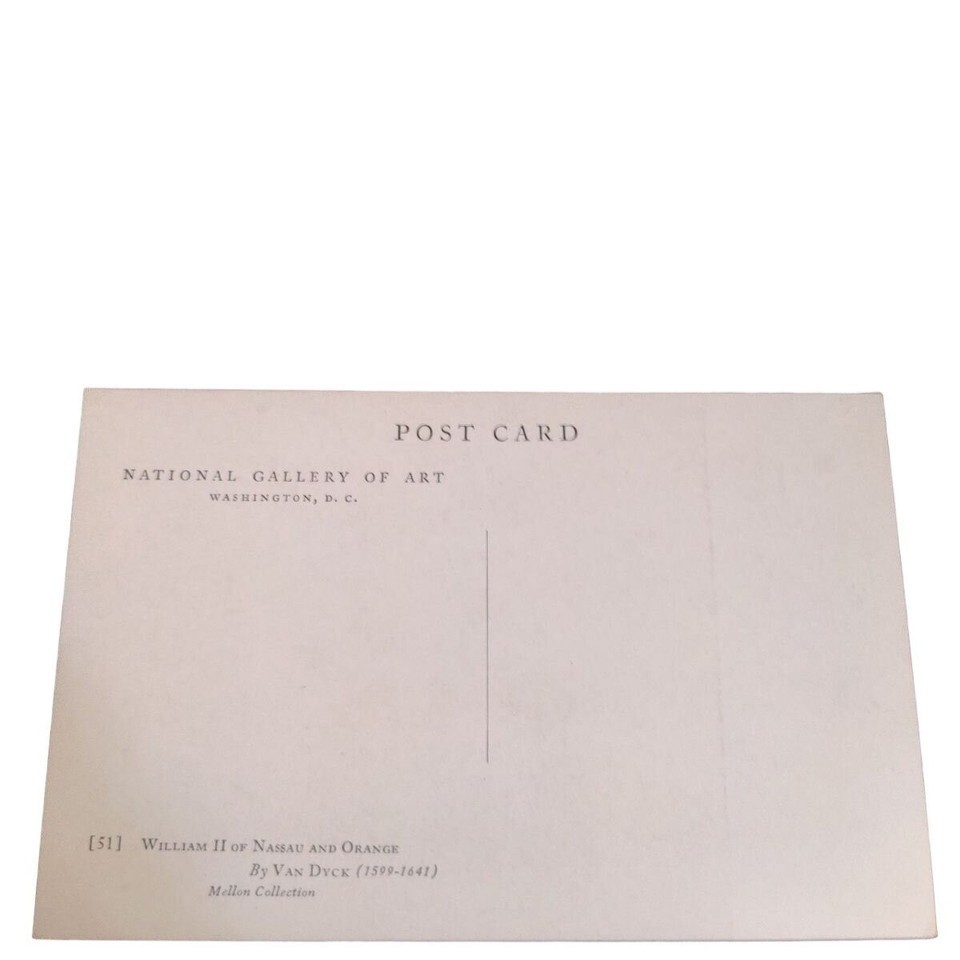 POST CARD
NATIONAL GALLERY OF ART
WASHINGTON, D. C.
[51] WILLIAM II OF NASSAU AND ORANGE
By VAN DYCK (1599-1641)
Mellon Collection